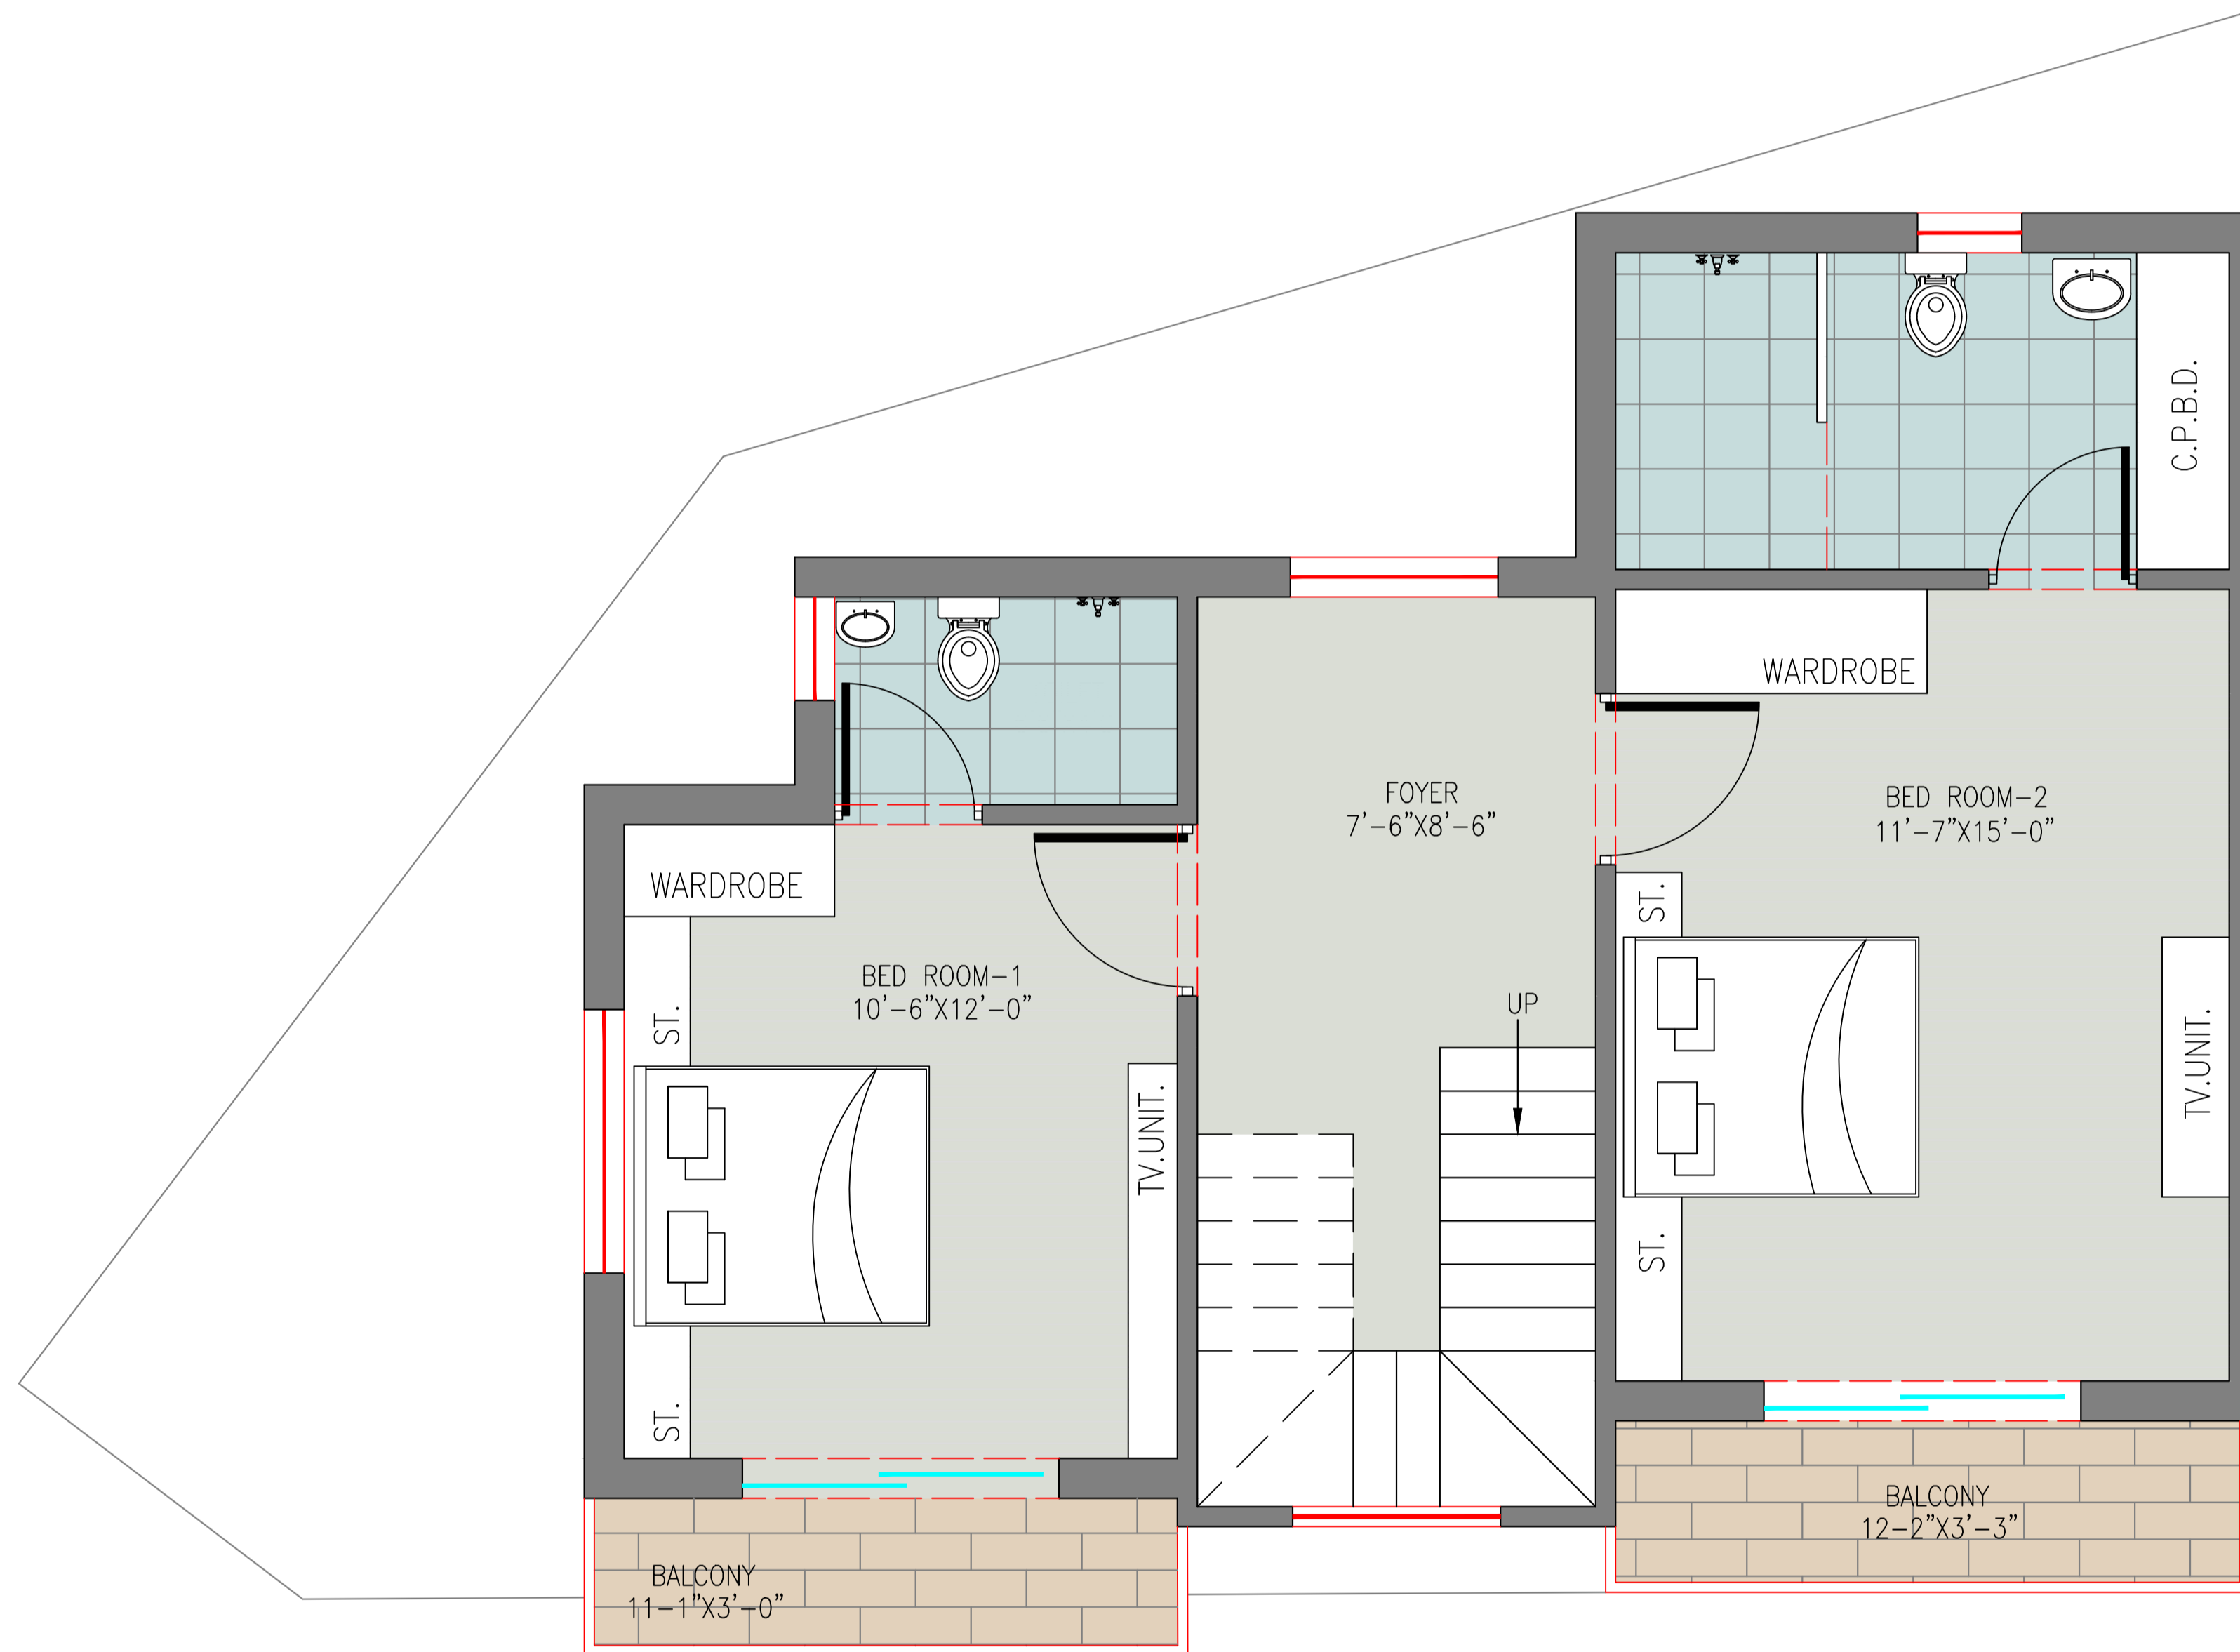 C.P.B.D.
WARDROBE
FOYER
7'-6"X8'-6"
BED ROOM-2
11'-7"X15'-0"
WARDROBE
ST.
BED ROOM-1
10'-6"X12'-0"
UP
ST.
TV.UNIT.
TV.UNIT.
ST.
ST.
BALCONY
12-2"X3'-3"
BALCONY
11-1"X3'-0"